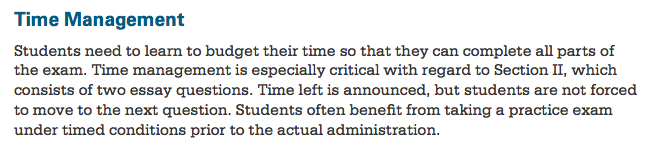 Time Management
Students need to learn to budget their time so that they can complete all parts of
the exam. Time management is especially critical with regard to Section II, which
consists of two essay questions. Time left is announced, but students are not forced
to move to the next question. Students often benefit from taking a practice exam
under timed conditions prior to the actual administration.